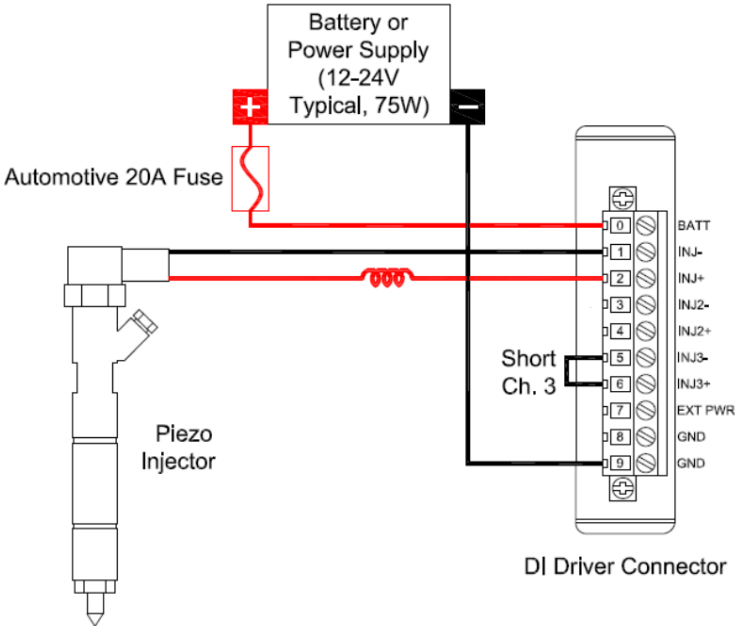 Battery or
Power Supply
(12-24V
Typical, 75W)
+
-
Automotive 20A Fuse
0 BATT
1 INJ-
2 INJ+
3 INJ2-
4 INJ2+
Short
Ch. 3
5 INJ3-
6 INJ3+
7 EXT PWR
8 GND
9 GND
Piezo
Injector
DI Driver Connector